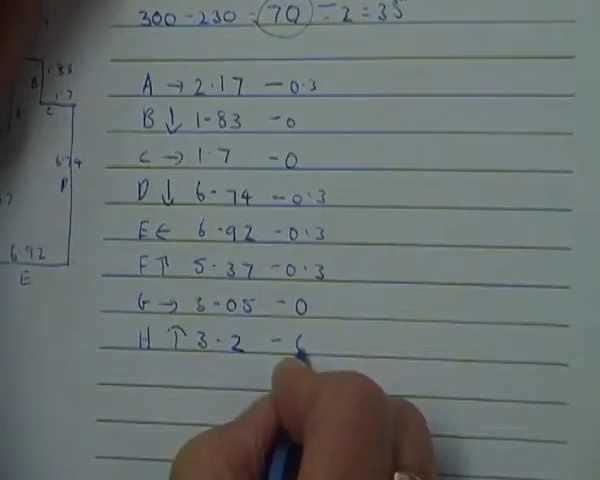 300-230=70 ÷2=35
A → 2.17 - 0.3
B ↓ 1.83 - 0
C → 1.7 - 0
D ↓ 6.74 - 0.3
E ← 6.92 - 0.3
F ↑ 5.37 - 0.3
G → 3.05 - 0
H ↑ 3.2 -
B
1.83
1.7
C
6.74
D
6.92
E